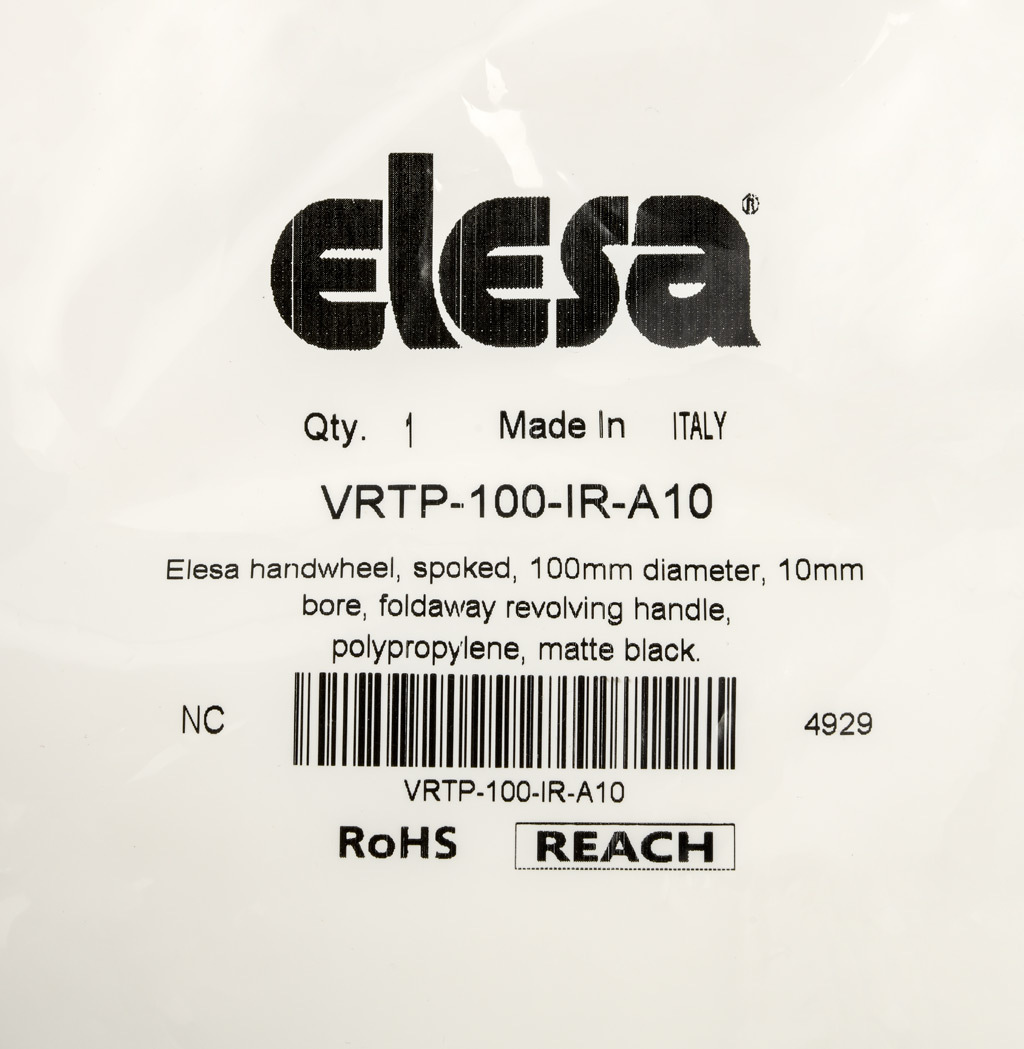 elesa®
Qty. 1 Made In ITALY
VRTP-100-IR-A10
Elesa handwheel, spoked, 100mm diameter, 10mm
bore, foldaway revolving handle,
polypropylene, matte black.
NC 4929
VRTP-100-IR-A10
RoHS REACH